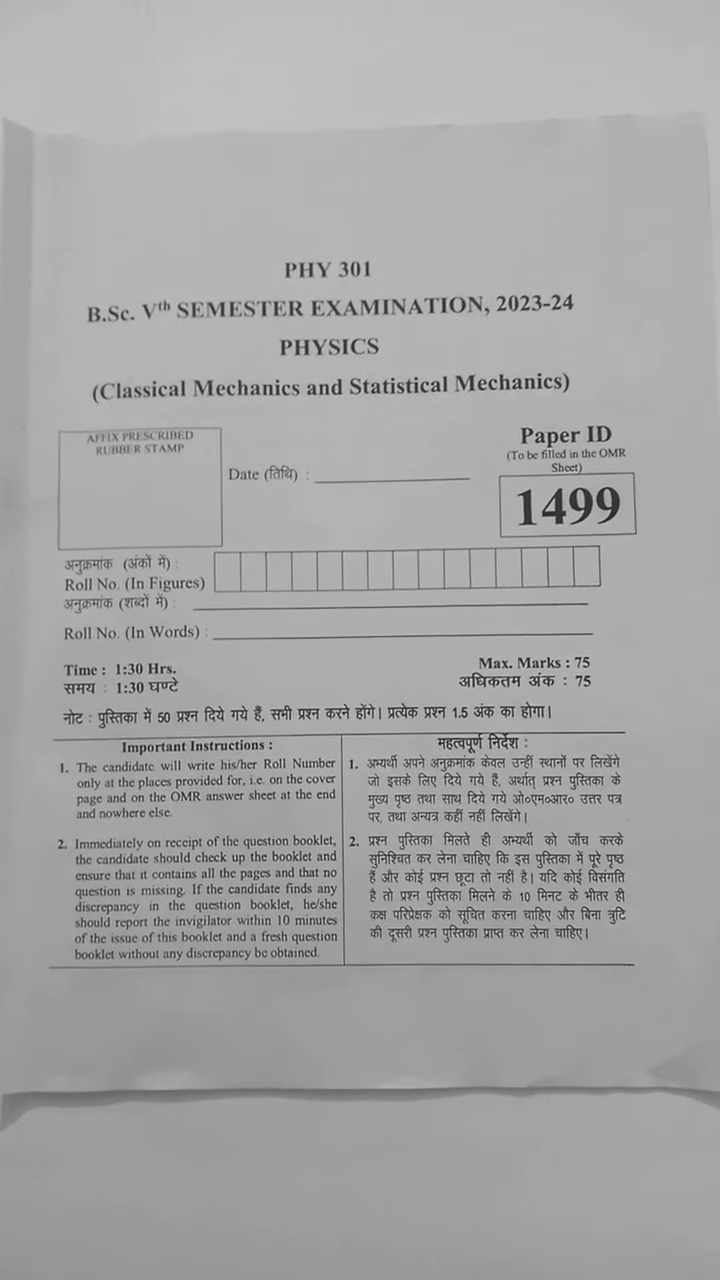 PHY 301
B.Sc. Vth SEMESTER EXAMINATION, 2023-24
PHYSICS
(Classical Mechanics and Statistical Mechanics)
AFFIX PRESCRIBED
RUBBER STAMP
Date (तिथि) :
Paper ID
(To be filled in the OMR
Sheet)
1499
अनुक्रमांक (अंकों में) :
Roll No. (In Figures)
अनुक्रमांक (शब्दों में) :
Roll No. (In Words) :
Time : 1:30 Hrs.
समय : 1:30 घण्टे
Max. Marks : 75
अधिकतम अंक : 75
नोट : पुस्तिका में 50 प्रश्न दिये गये हैं, सभी प्रश्न करने होंगे। प्रत्येक प्रश्न 1.5 अंक का होगा।
Important Instructions :
1. The candidate will write his/her Roll Number
only at the places provided for, i.e. on the cover
page and on the OMR answer sheet at the end
and nowhere else.
2. Immediately on receipt of the question booklet,
the candidate should check up the booklet and
ensure that it contains all the pages and that no
question is missing. If the candidate finds any
discrepancy in the question booklet, he/she
should report the invigilator within 10 minutes
of the issue of this booklet and a fresh question
booklet without any discrepancy be obtained.
महत्वपूर्ण निर्देश :
1. अभ्यर्थी अपने अनुक्रमांक केवल उन्हीं स्थानों पर लिखेंगे
जो इसके लिए दिये गये हैं, अर्थात् प्रश्न पुस्तिका के
मुख्य पृष्ठ तथा साथ दिये गये ओ०एम०आर० उत्तर पत्र
पर, तथा अन्यत्र कहीं नहीं लिखेंगे।
2. प्रश्न पुस्तिका मिलते ही अभ्यर्थी को जाँच करके
सुनिश्चित कर लेना चाहिए कि इस पुस्तिका में पूरे पृष्ठ
हैं और कोई प्रश्न छूटा तो नहीं है। यदि कोई विसंगति
है तो प्रश्न पुस्तिका मिलने के 10 मिनट के भीतर ही
कक्ष परिप्रेक्षक को सूचित करना चाहिए और बिना त्रुटि
की दूसरी प्रश्न पुस्तिका प्राप्त कर लेना चाहिए।